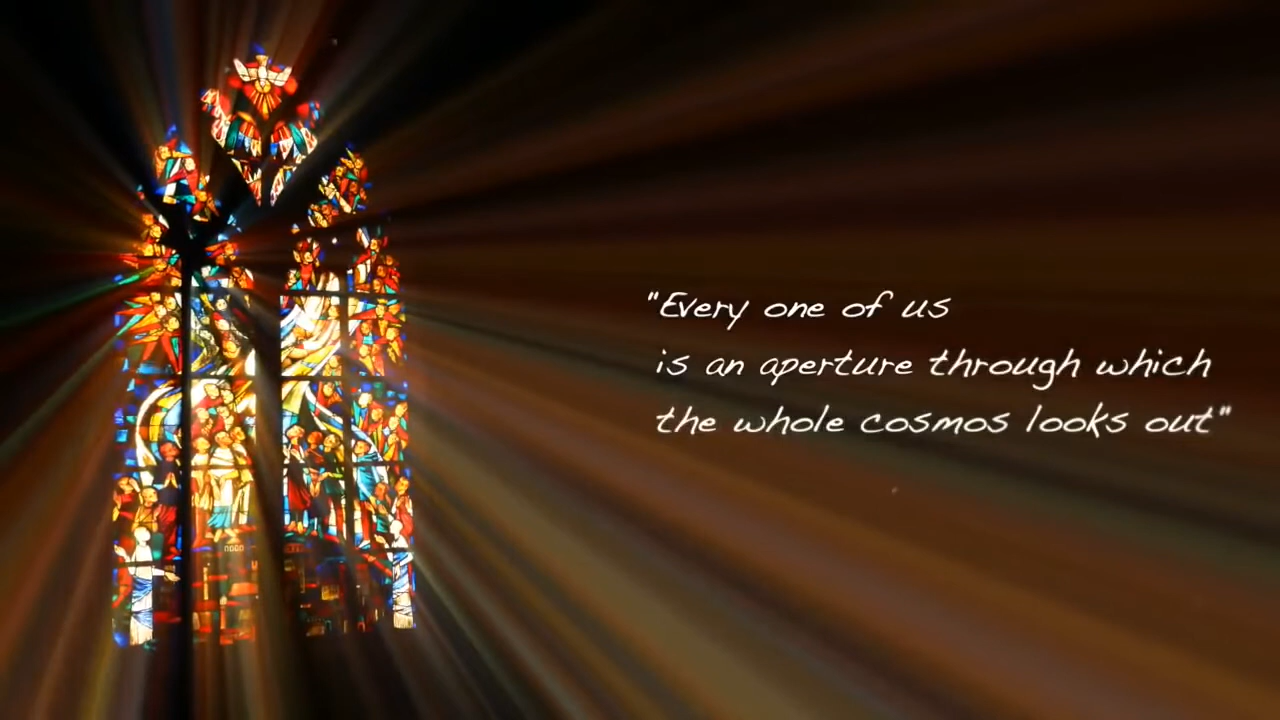 "Every one of us
is an aperture through which
the whole cosmos looks out"